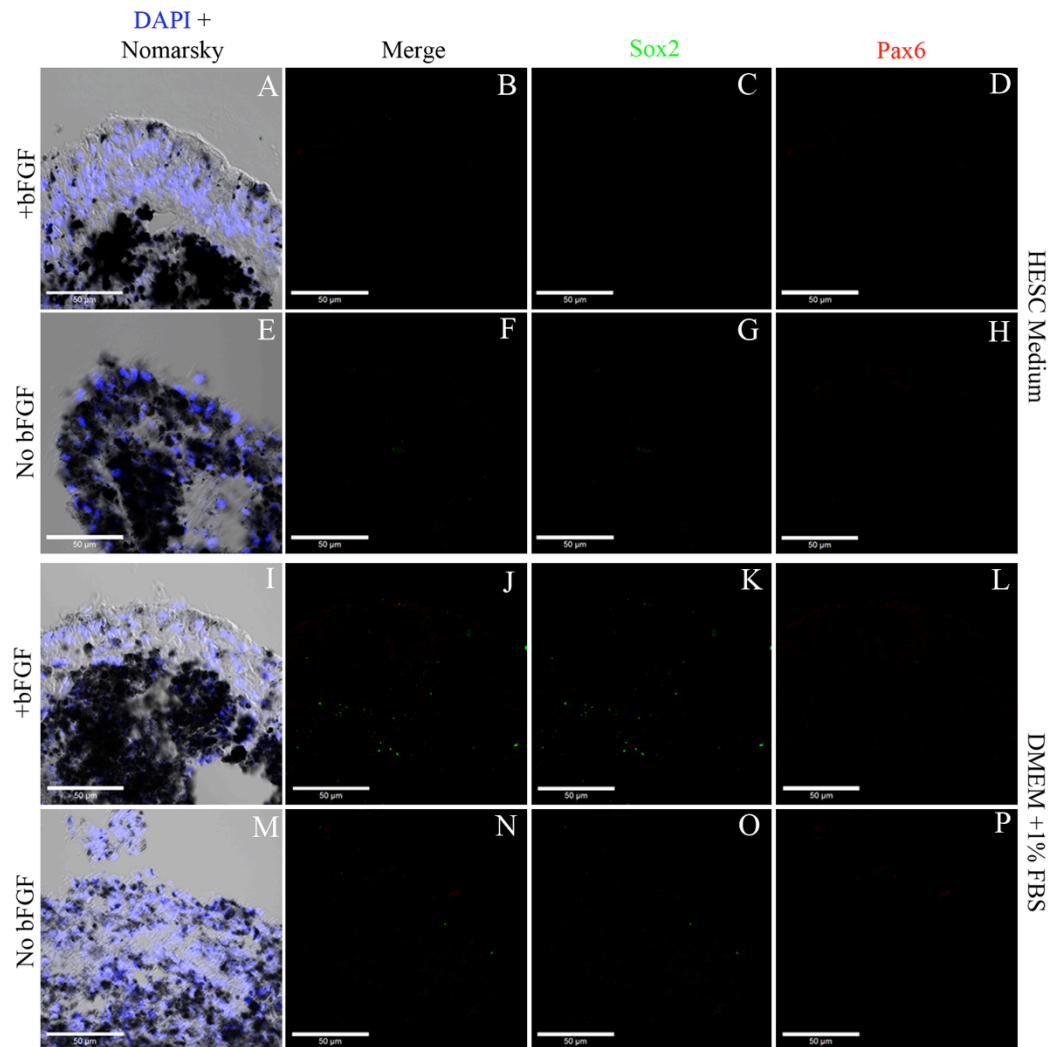 DAPI +
Nomarsky
Merge
Sox2
Pax6
+bFGF
A
50 µm
B
50 µm
C
50 µm
D
50 µm
HESC Medium
No bFGF
E
50 µm
F
50 µm
G
50 µm
H
50 µm
+bFGF
I
50 µm
J
50 µm
K
50 µm
L
50 µm
DMEM +1% FBS
No bFGF
M
50 µm
N
50 µm
O
50 µm
P
50 µm